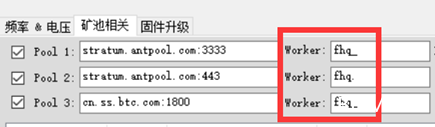 频率 & 电压 矿池相关 固件升级
Pool 1: stratum.antpool.com:3333 Worker: fhq_
Pool 2: stratum.antpool.com:443 Worker: fhq.
Pool 3: cn.ss.btc.com:1800 Worker: fhq_